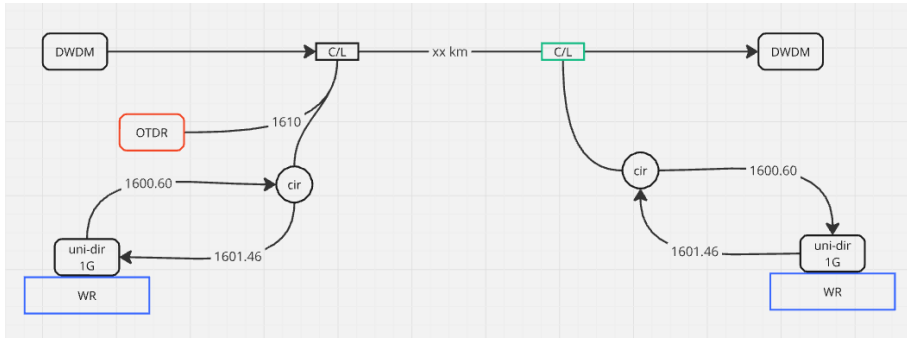 DWDM
C/L
xx km
C/L
DWDM
OTDR
1610
cir
cir
1600.60
1600.60
1601.46
1601.46
uni-dir
1G
WR
uni-dir
1G
WR